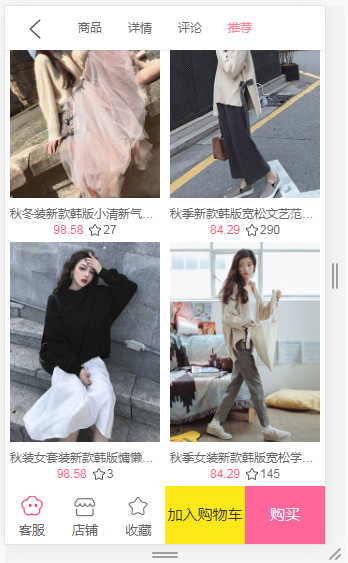 商品 详情 评论 推荐
秋冬装新款韩版小清新气… 秋季新款韩版宽松文艺范…
98.58 27 84.29 290
秋装女套装新款韩版慵懒… 秋季女装新款韩版宽松学…
98.58 3 84.29 145
客服 店铺 收藏 加入购物车 购买